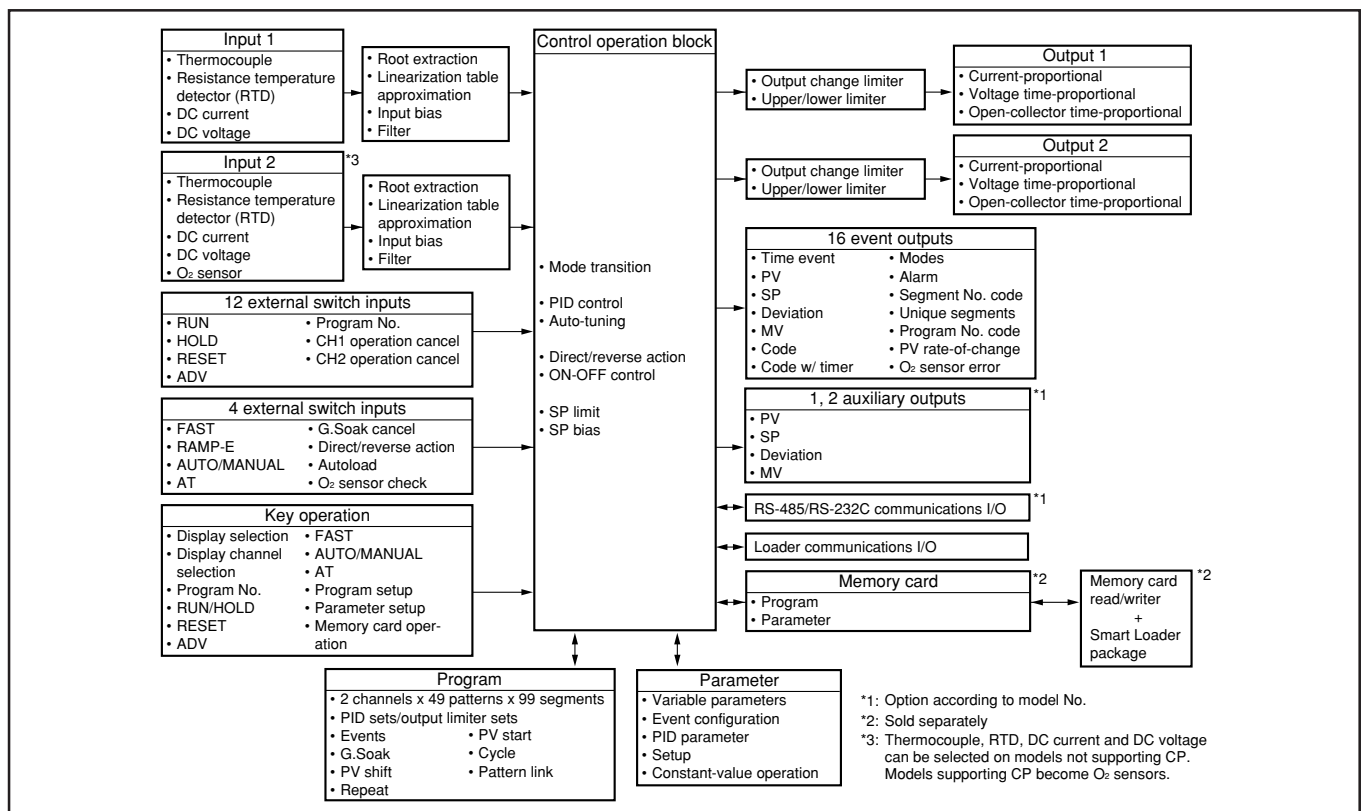 Input 1
• Thermocouple
• Resistance temperature
detector (RTD)
• DC current
• DC voltage
• Root extraction
• Linearization table
approximation
• Input bias
• Filter
Input 2
*3
• Thermocouple
• Resistance temperature
detector (RTD)
• DC current
• DC voltage
• O₂ sensor
• Root extraction
• Linearization table
approximation
• Input bias
• Filter
12 external switch inputs
• RUN
• HOLD
• RESET
• ADV
• Program No.
• CH1 operation cancel
• CH2 operation cancel
4 external switch inputs
• FAST
• RAMP-E
• AUTO/MANUAL
• AT
• G.Soak cancel
• Direct/reverse action
• Autoload
• O₂ sensor check
Key operation
• Display selection
• Display channel
selection
• Program No.
• RUN/HOLD
• RESET
• ADV
• FAST
• AUTO/MANUAL
• AT
• Program setup
• Parameter setup
• Memory card oper-
ation
Control operation block
• Mode transition
• PID control
• Auto-tuning
• Direct/reverse action
• ON-OFF control
• SP limit
• SP bias
• Output change limiter
• Upper/lower limiter
Output 1
• Current-proportional
• Voltage time-proportional
• Open-collector time-proportional
• Output change limiter
• Upper/lower limiter
Output 2
• Current-proportional
• Voltage time-proportional
• Open-collector time-proportional
16 event outputs
• Time event
• PV
• SP
• Deviation
• MV
• Code
• Code w/ timer
• Modes
• Alarm
• Segment No. code
• Unique segments
• Program No. code
• PV rate-of-change
• O₂ sensor error
1, 2 auxiliary outputs
*1
• PV
• SP
• Deviation
• MV
RS-485/RS-232C communications I/O
*1
Loader communications I/O
Memory card
*2
• Program
• Parameter
Memory card
read/writer
+
Smart Loader
package
*2
Program
• 2 channels x 49 patterns x 99 segments
• PID sets/output limiter sets
• Events
• G.Soak
• PV shift
• Repeat
• PV start
• Cycle
• Pattern link
Parameter
• Variable parameters
• Event configuration
• PID parameter
• Setup
• Constant-value operation
*1: Option according to model No.
*2: Sold separately
*3: Thermocouple, RTD, DC current and DC voltage
can be selected on models not supporting CP.
Models supporting CP become O₂ sensors.